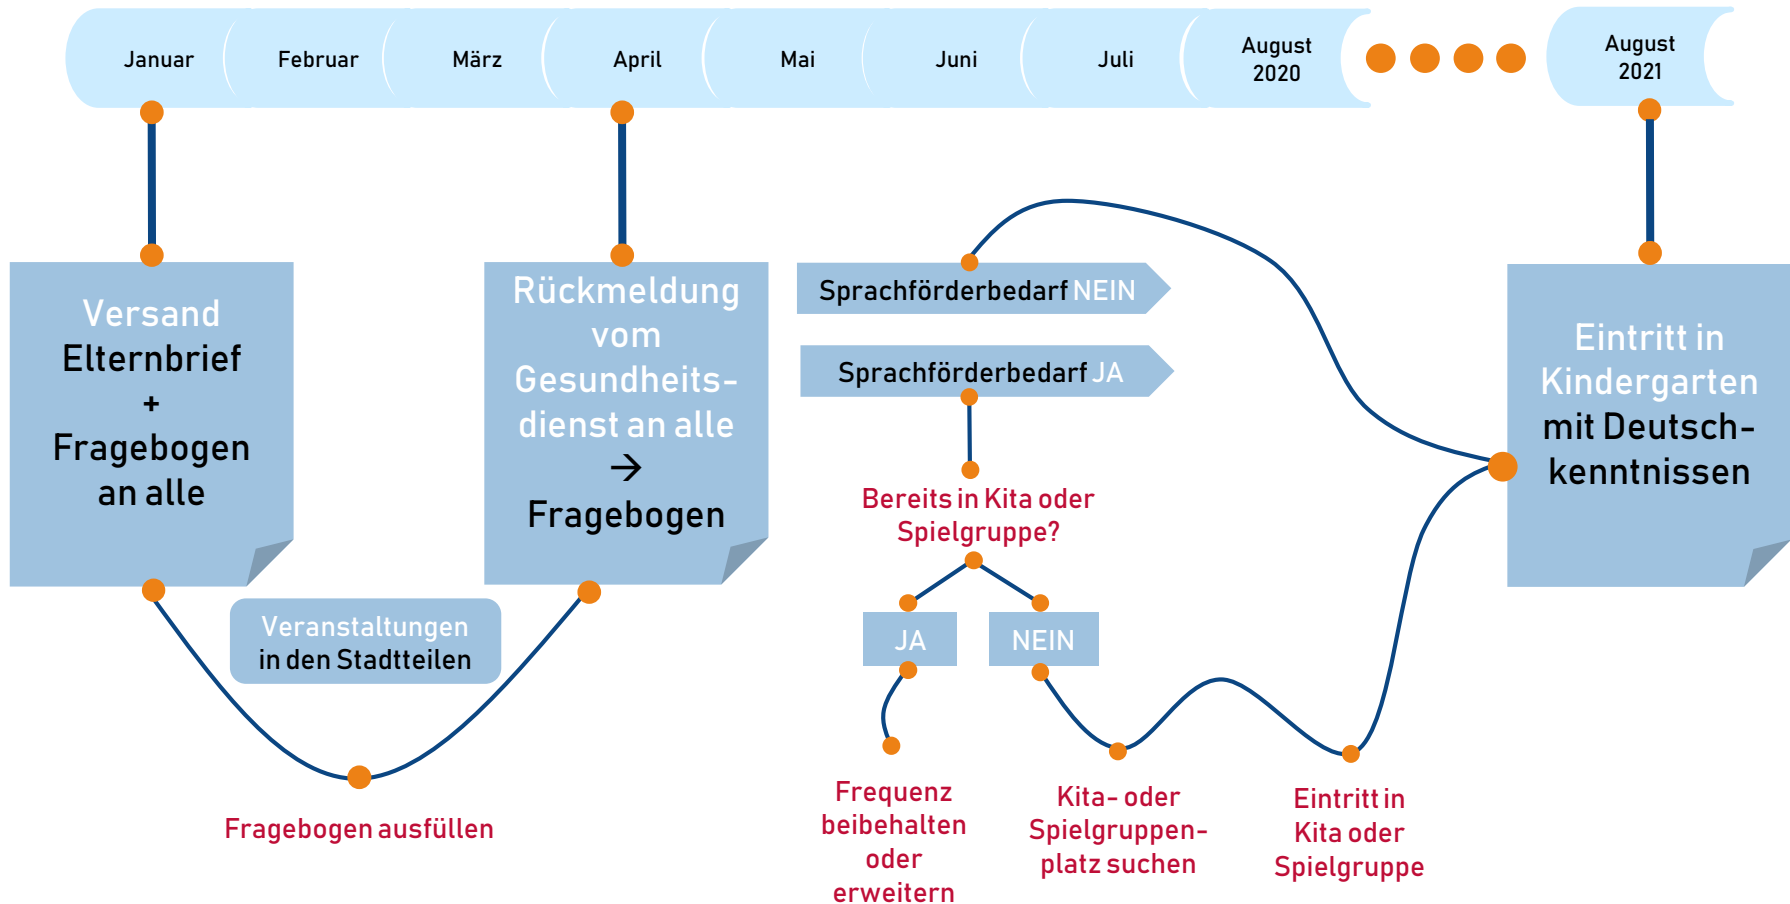 Januar
Februar
März
April
Mai
Juni
Juli
August
2020
August
2021
Versand
Elternbrief
+
Fragebogen
an alle
Rückmeldung
vom
Gesundheits-
dienst an alle
→
Fragebogen
Sprachförderbedarf NEIN
Sprachförderbedarf JA
Bereits in Kita oder
Spielgruppe?
JA
NEIN
Eintritt in
Kindergarten
mit Deutsch-
kenntnissen
Veranstaltungen
in den Stadtteilen
Fragebogen ausfüllen
Frequenz
beibehalten
oder
erweitern
Kita- oder
Spielgruppen-
platz suchen
Eintritt in
Kita oder
Spielgruppe